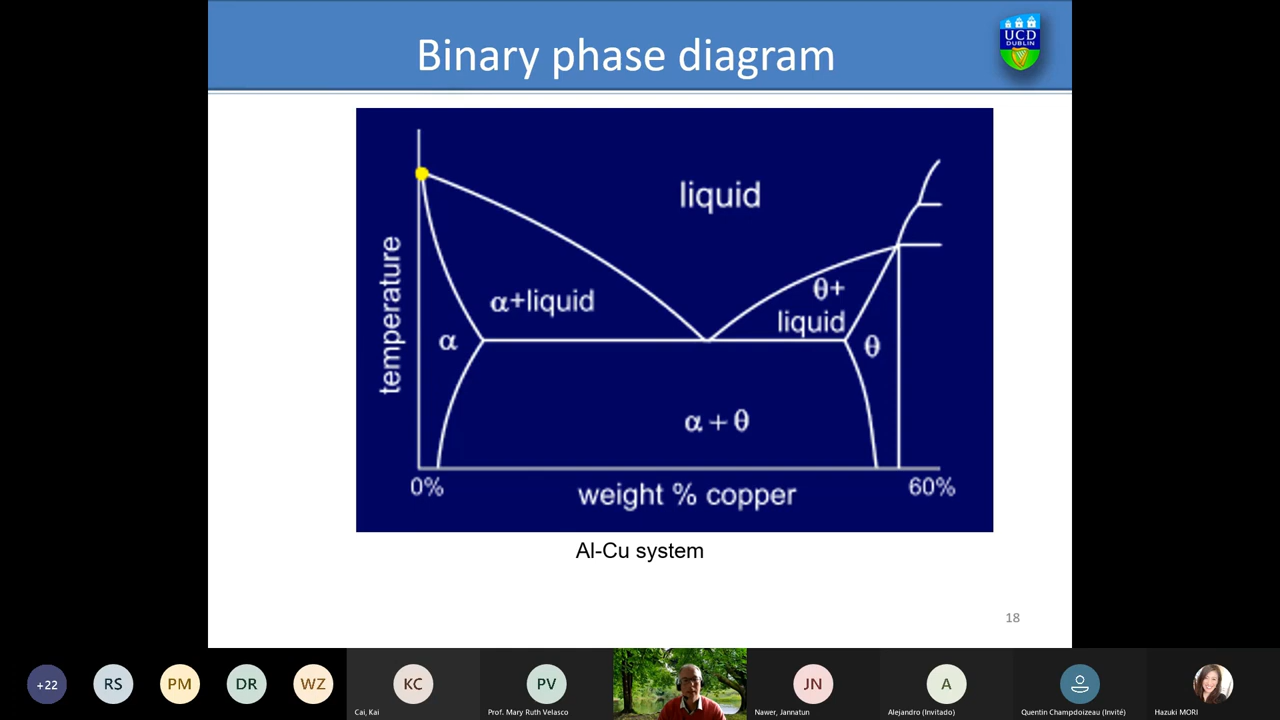 Binary phase diagram
UCD
DUBLIN
temperature
liquid
α+liquid
θ+
liquid
α
θ
α + θ
0%
weight % copper
60%
Al-Cu system
18
+22
RS
PM
DR
WZ
KC
Cai, Kai
PV
Prof. Mary Ruth Velasco
JN
Nawer, Jannatun
A
Alejandro (Invitado)
Quentin Champdoizeau (Invité)
Hazuki MORI